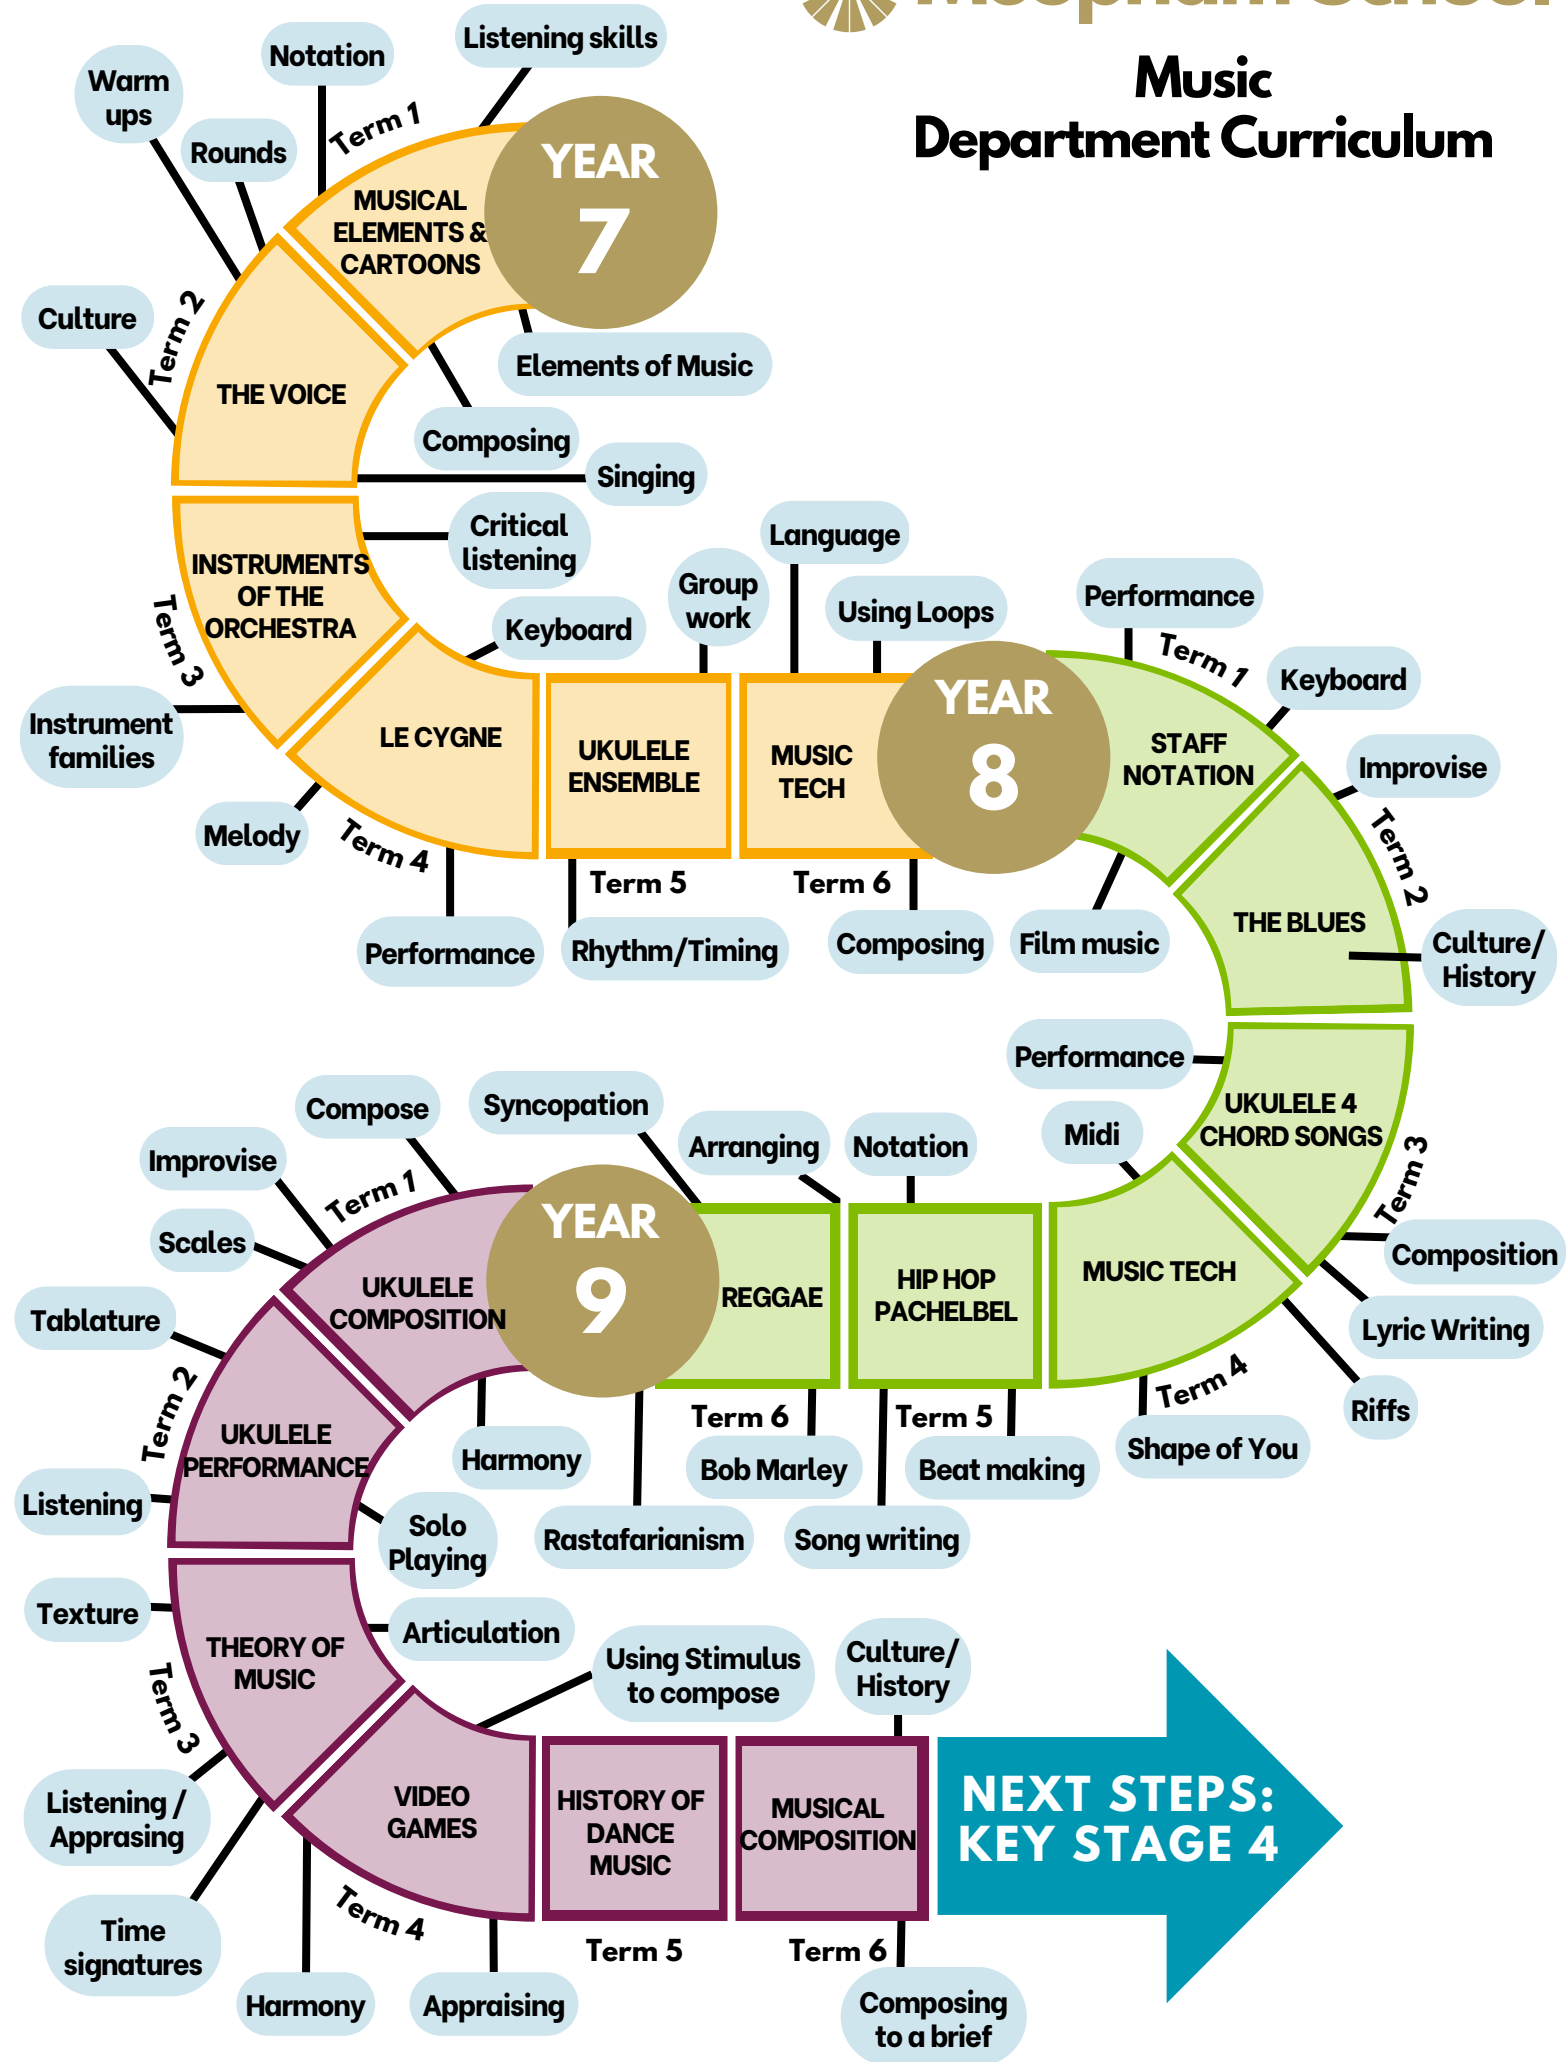 Music
Department Curriculum
Listening skills
Notation
Warm
ups
Rounds
Term 1
YEAR
7
MUSICAL
ELEMENTS &
CARTOONS
Culture
Term 2
THE VOICE
Elements of Music
Composing
Singing
Critical
listening
INSTRUMENTS
OF THE
ORCHESTRA
Term 3
Instrument
families
Keyboard
LE CYGNE
Melody
Term 4
Performance
Group
work
UKULELE
ENSEMBLE
Term 5
Rhythm/Timing
Language
Using Loops
MUSIC
TECH
Term 6
Composing
YEAR
8
Performance
Term 1
Keyboard
STAFF
NOTATION
Film music
Improvise
Term 2
THE BLUES
Culture/
History
Performance
UKULELE 4
CHORD SONGS
Term 3
Composition
Lyric Writing
Midi
MUSIC TECH
Riffs
Term 4
Shape of You
Notation
HIP HOP
PACHELBEL
Term 5
Beat making
Song writing
Syncopation
Arranging
REGGAE
Term 6
Bob Marley
Rastafarianism
YEAR
9
Compose
Improvise
Term 1
Scales
UKULELE
COMPOSITION
Harmony
Tablature
Term 2
UKULELE
PERFORMANCE
Listening
Solo
Playing
Texture
Articulation
THEORY OF
MUSIC
Term 3
Listening /
Apprasing
Time
signatures
Using Stimulus
to compose
VIDEO
GAMES
Term 4
Harmony
Appraising
HISTORY OF
DANCE
MUSIC
Term 5
Culture/
History
MUSICAL
COMPOSITION
Term 6
Composing
to a brief
NEXT STEPS:
KEY STAGE 4